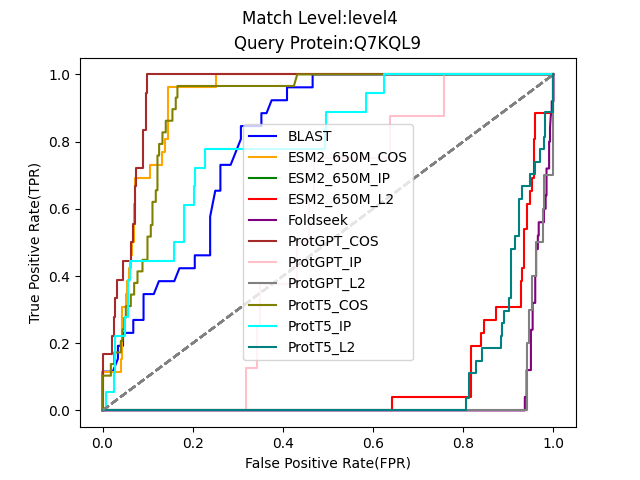 Match Level:level4
Query Protein:Q7KQL9
True Positive Rate(TPR)
1.0
0.8
0.6
0.4
0.2
0.0
BLAST
ESM2_650M_COS
ESM2_650M_IP
ESM2_650M_L2
Foldseek
ProtGPT_COS
ProtGPT_IP
ProtGPT_L2
ProtT5_COS
ProtT5_IP
ProtT5_L2
0.0 0.2 0.4 0.6 0.8 1.0
False Positive Rate(FPR)